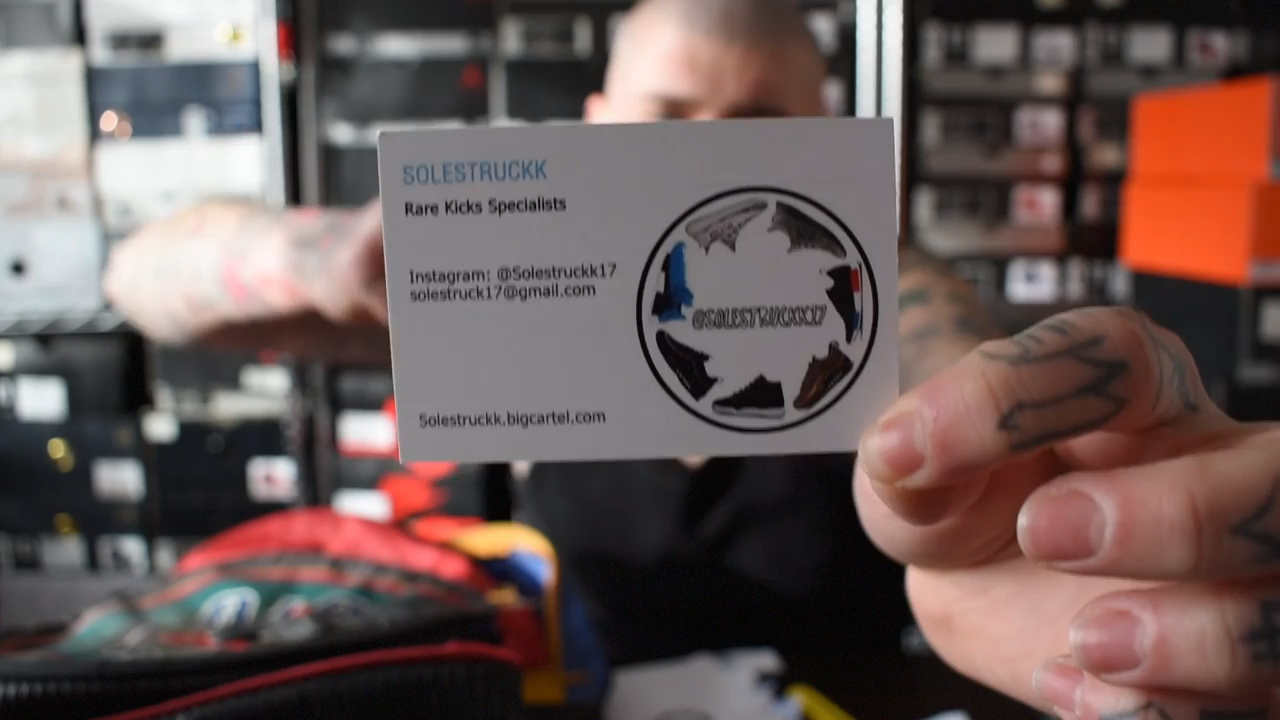 SOLESTRUCKK
Rare Kicks Specialists
Instagram: @Solestruckk17
solestruck17@gmail.com
@SOLESTRUCKK17
Solestruckk.bigcartel.com